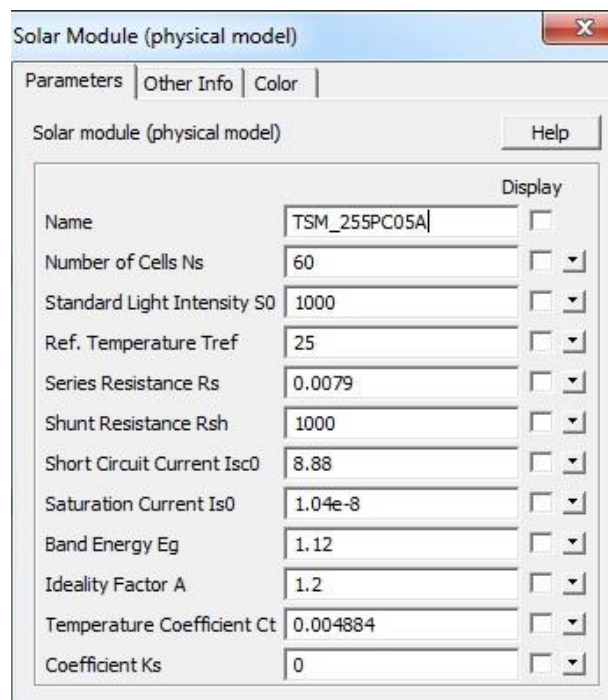 Solar Module (physical model)
Parameters Other Info Color
Solar module (physical model) Help
Display
Name TSM_255PC05A
Number of Cells Ns 60
Standard Light Intensity S0 1000
Ref. Temperature Tref 25
Series Resistance Rs 0.0079
Shunt Resistance Rsh 1000
Short Circuit Current Isc0 8.88
Saturation Current Is0 1.04e-8
Band Energy Eg 1.12
Ideality Factor A 1.2
Temperature Coefficient Ct 0.004884
Coefficient Ks 0